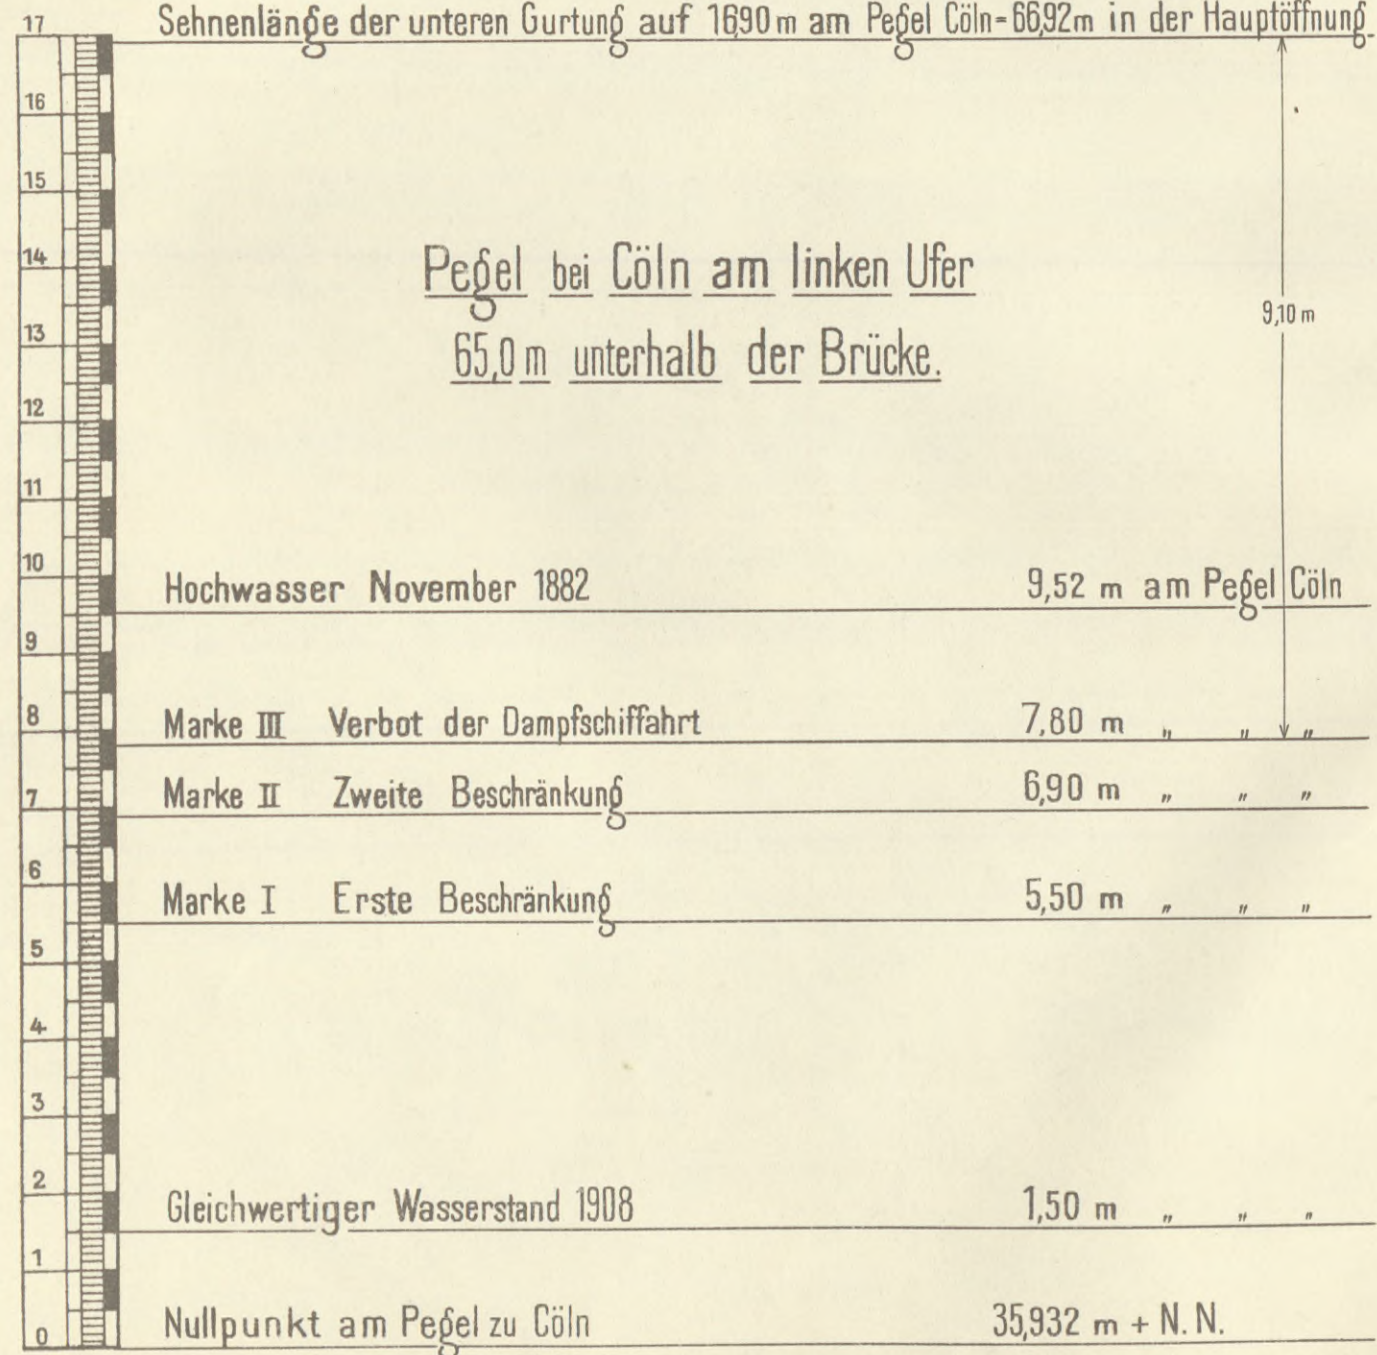 17
Sehnenlänge der unteren Gurtung auf 16,90 m am Pegel Cöln = 66,92 m in der Hauptöffnung
16
15
14
Pegel bei Cöln am linken Ufer
9,10 m
13
65,0 m unterhalb der Brücke.
12
11
10
Hochwasser November 1882 9,52 m am Pegel Cöln
9
8
Marke III Verbot der Dampfschiffahrt 7,80 m „ „ „
7
Marke II Zweite Beschränkung 6,90 m „ „ „
6
Marke I Erste Beschränkung 5,50 m „ „ „
5
4
3
2
Gleichwertiger Wasserstand 1908 1,50 m „ „ „
1
Nullpunkt am Pegel zu Cöln 35,932 m + N. N.
0